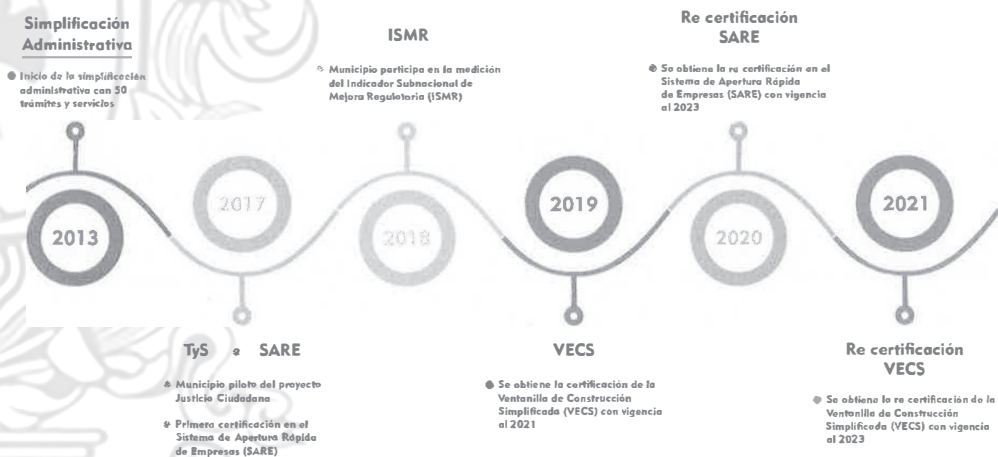 Simplificación
Administrativa
Inicio de la simplificación
administrativa con 50
trámites y servicios
2013
2017
TyS e SARE
Municipio piloto del proyecto
Justicia Ciudadana
Primera certificación en el
Sistema de Apertura Rápida
de Empresas (SARE)
ISMR
Municipio participa en la medición
del Indicador Subnacional de
Mejora Regulatoria (ISMR)
2018
2019
VECS
Se obtiene la certificación de la
Ventanilla de Construcción
Simplificada (VECS) con vigencia
al 2021
Re certificación
SARE
Se obtiene la re certificación en el
Sistema de Apertura Rápida
de Empresas (SARE) con vigencia
al 2023
2020
2021
Re certificación
VECS
Se obtiene la re certificación de la
Ventanilla de Construcción
Simplificada (VECS) con vigencia
al 2023